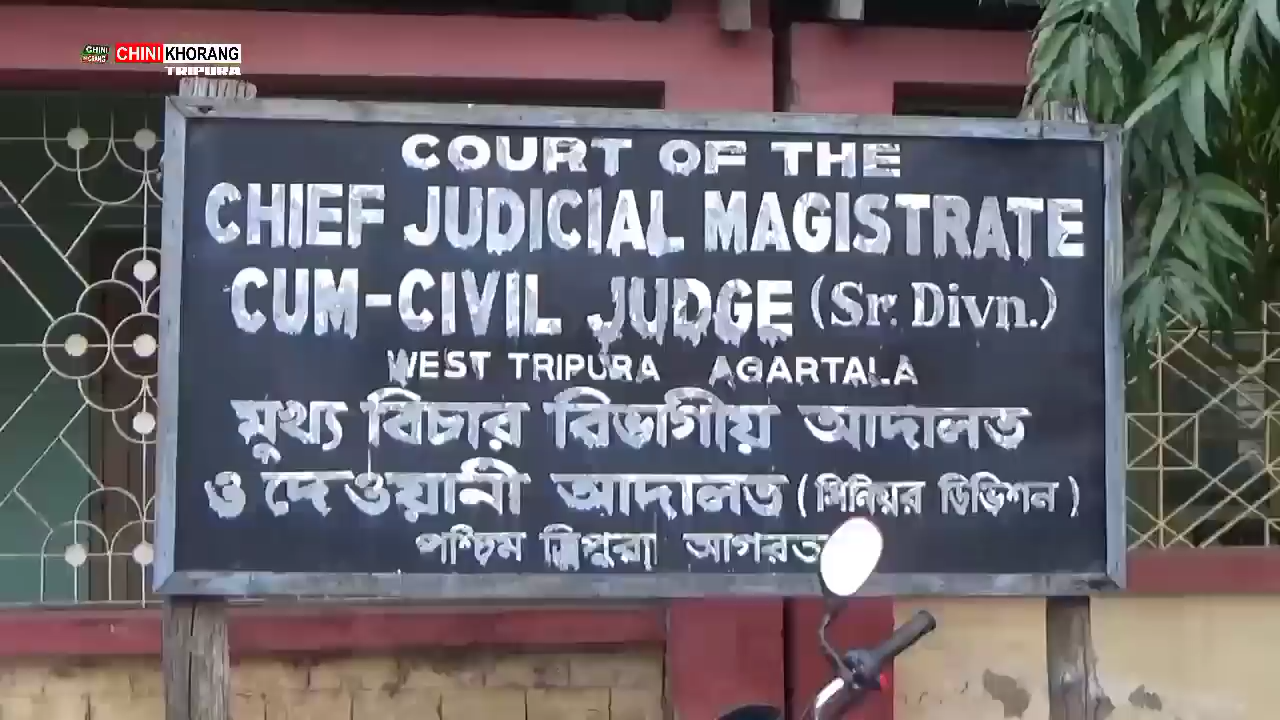 CHINI KHORANG
TRIPURA
COURT OF THE
CHIEF JUDICIAL MAGISTRATE
CUM-CIVIL JUDGE (Sr. Divn.)
WEST TRIPURA AGARTALA
মুখ্য বিচার বিভাগীয় আদালত
ও দেওয়ানী আদালত (সিনিয়র ডিভিশন)
পশ্চিম ত্রিপুরা